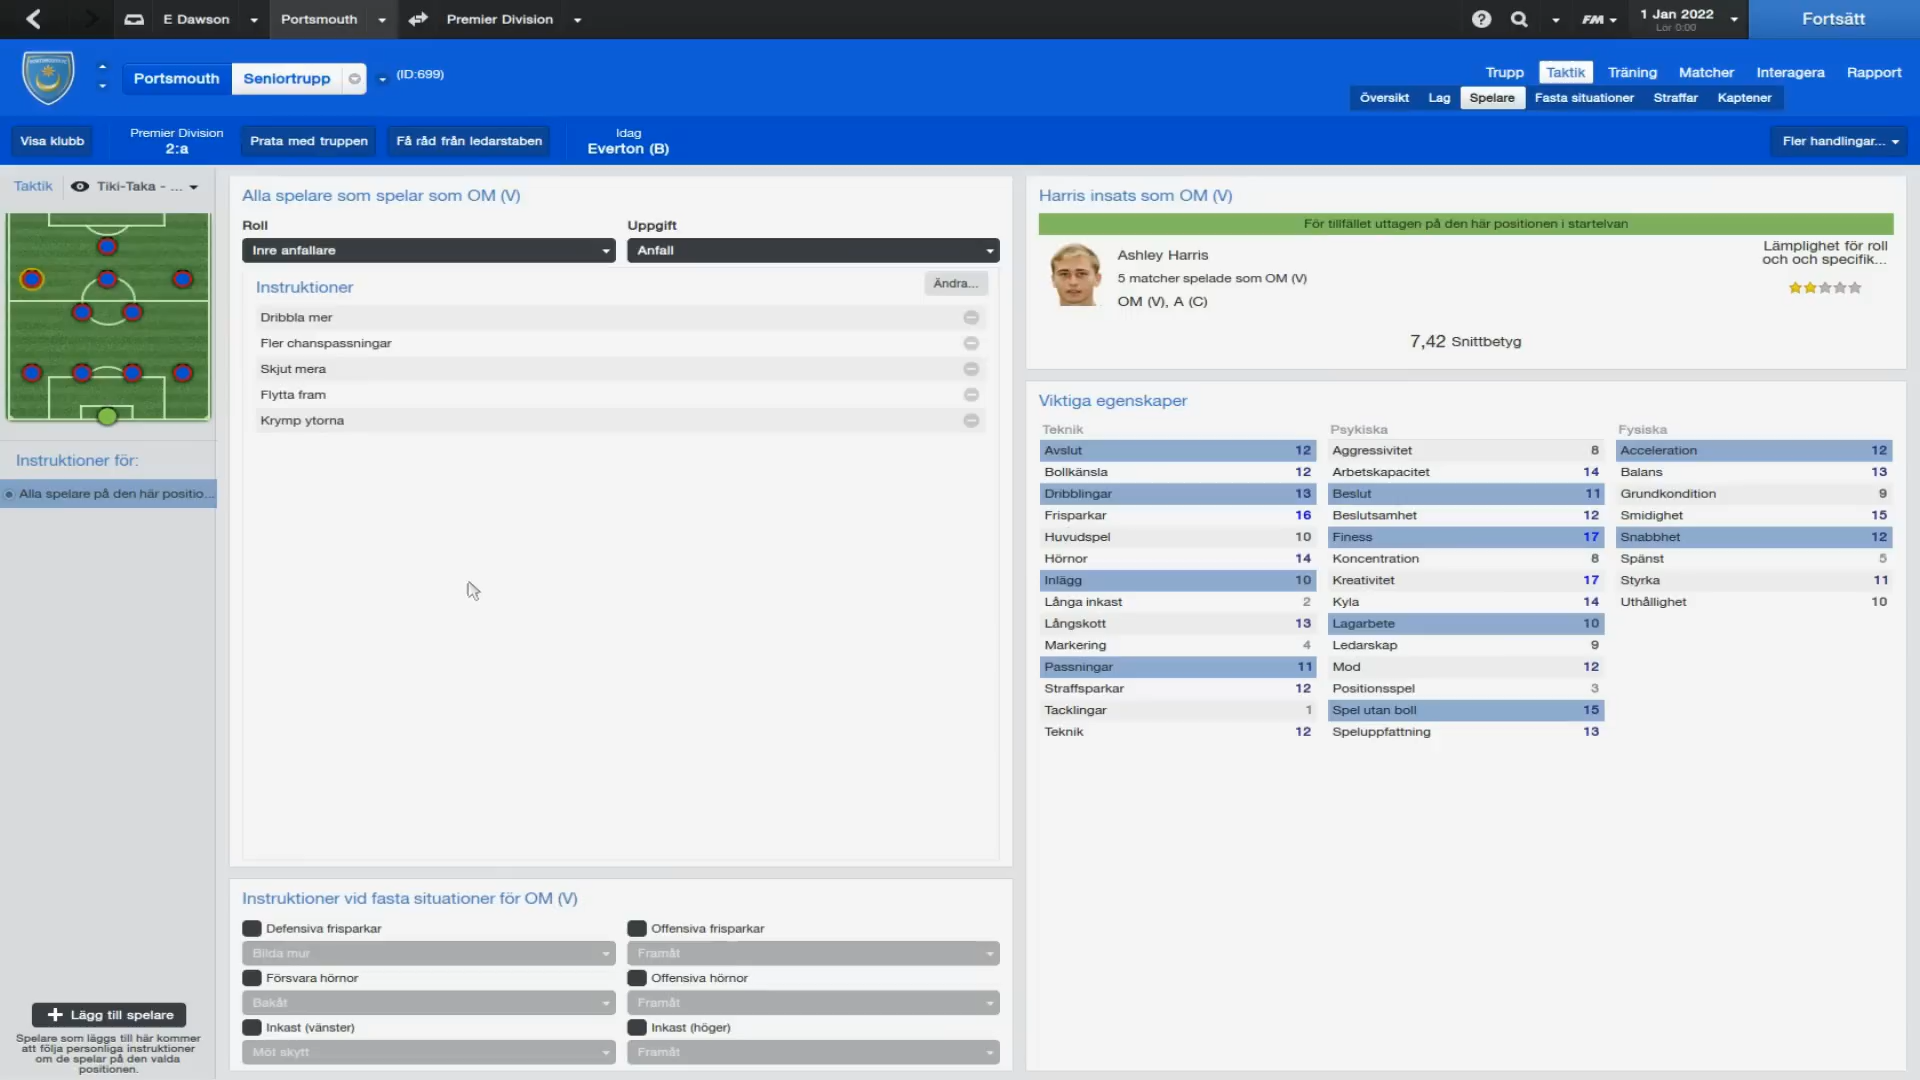 E Dawson
Portsmouth
Premier Division
FM
1 Jan 2022
Lör 0:00
Fortsätt
Portsmouth
Seniortrupp
(ID:699)
Trupp
Taktik
Träning
Matcher
Interagera
Rapport
Översikt
Lag
Spelare
Fasta situationer
Straffar
Kaptener
Visa klubb
Premier Division
2:a
Prata med truppen
Få råd från ledarstaben
Idag
Everton (B)
Fler handlingar...
Taktik
Tiki-Taka - ...
Instruktioner för:
Alla spelare på den här positio...
Lägg till spelare
Spelare som läggs till här kommer
att följa personliga instruktioner
om de spelar på den valda
positionen.
Alla spelare som spelar som OM (V)
Roll
Uppgift
Inre anfallare
Anfall
Instruktioner
Ändra...
Dribbla mer
Fler chanspassningar
Skjut mera
Flytta fram
Krymp ytorna
Instruktioner vid fasta situationer för OM (V)
Defensiva frisparkar
Offensiva frisparkar
Bilda mur
Framåt
Försvara hörnor
Offensiva hörnor
Bakåt
Framåt
Inkast (vänster)
Inkast (höger)
Möt skytt
Framåt
Harris insats som OM (V)
För tillfället uttagen på den här positionen i startelvan
Ashley Harris
5 matcher spelade som OM (V)
OM (V), A (C)
Lämplighet för roll
och och specifik...
7,42 Snittbetyg
Viktiga egenskaper
Teknik
Avslut 12
Bollkänsla 12
Dribblingar 13
Frisparkar 16
Huvudspel 10
Hörnor 14
Inlägg 10
Långa inkast 2
Långskott 13
Markering 4
Passningar 11
Straffsparkar 12
Tacklingar 1
Teknik 12
Psykiska
Aggressivitet 8
Arbetskapacitet 14
Beslut 11
Beslutsamhet 12
Finess 17
Koncentration 8
Kreativitet 17
Kyla 14
Lagarbete 10
Ledarskap 9
Mod 12
Positionsspel 3
Spel utan boll 15
Speluppfattning 13
Fysiska
Acceleration 12
Balans 13
Grundkondition 9
Smidighet 15
Snabbhet 12
Spänst 5
Styrka 11
Uthållighet 10